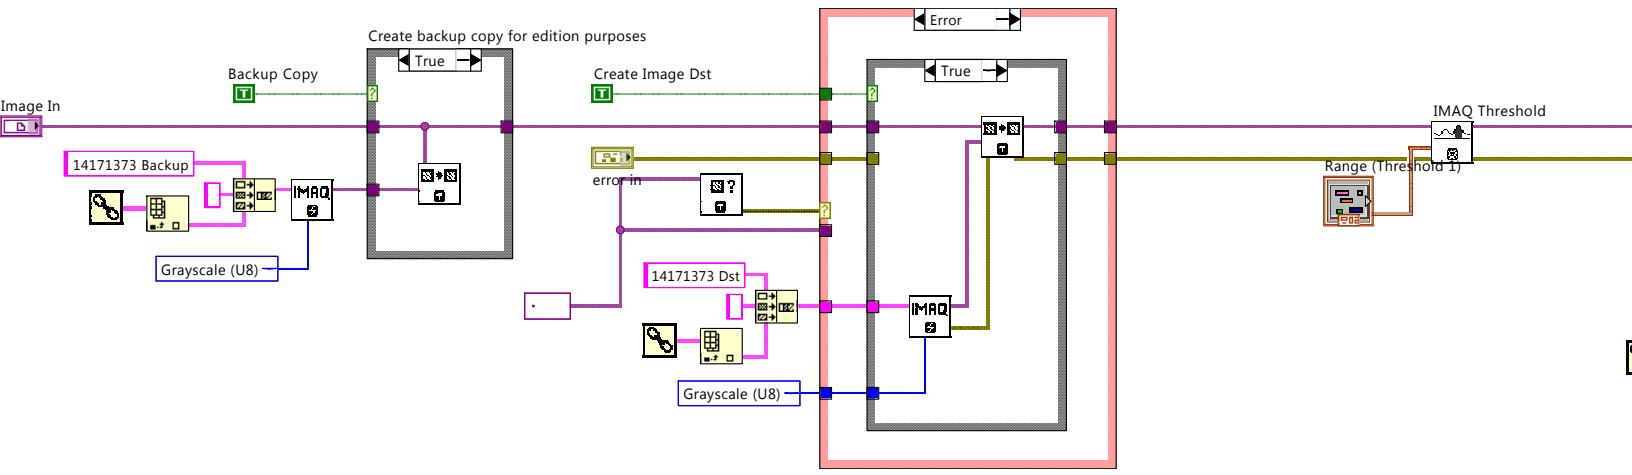 Error
Create backup copy for edition purposes
True
Backup Copy
T
?
Create Image Dst
T
True
?
Image In
IMAQ Threshold
14171373 Backup
error in
Range (Threshold 1)
?
T
IMAQ
T
?
Grayscale (U8)
14171373 Dst
IMAQ
Grayscale (U8)
T